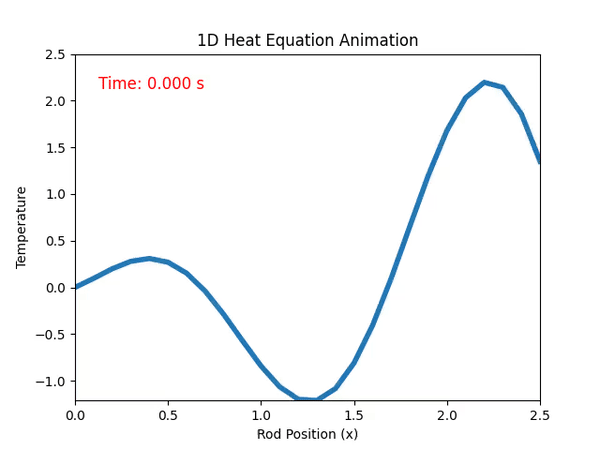 1D Heat Equation Animation
Time: 0.000 s
2.5
2.0
1.5
1.0
0.5
0.0
−0.5
−1.0
Temperature
0.0 0.5 1.0 1.5 2.0 2.5
Rod Position (x)